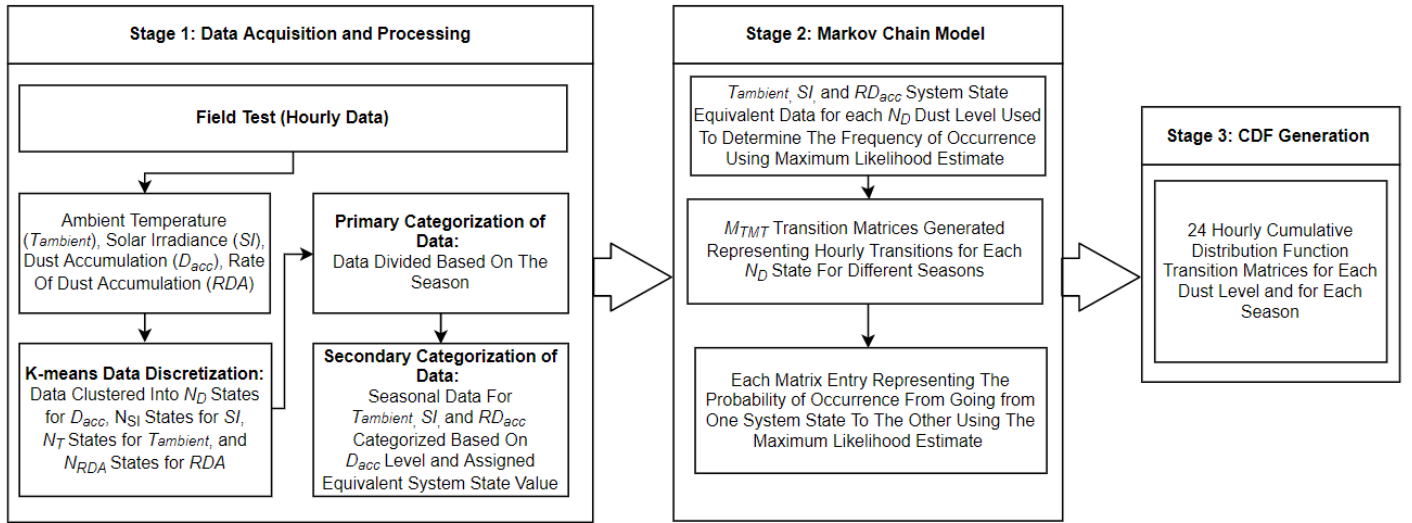 Stage 1: Data Acquisition and Processing
Field Test (Hourly Data)
Ambient Temperature
(Tambient), Solar Irradiance (SI),
Dust Accumulation (Dacc), Rate
Of Dust Accumulation (RDA)
K-means Data Discretization:
Data Clustered Into ND States
for Dacc, NSI States for SI,
NT States for Tambient, and
NRDA States for RDA
Primary Categorization of
Data:
Data Divided Based On The
Season
Secondary Categorization of
Data:
Seasonal Data For
Tambient, SI, and RDacc
Categorized Based On
Dacc Level and Assigned
Equivalent System State Value
Stage 2: Markov Chain Model
Tambient, SI, and RDacc System State
Equivalent Data for each ND Dust Level Used
To Determine The Frequency of Occurrence
Using Maximum Likelihood Estimate
MTMT Transition Matrices Generated
Representing Hourly Transitions for Each
ND State For Different Seasons
Each Matrix Entry Representing The
Probability of Occurrence From Going from
One System State To The Other Using The
Maximum Likelihood Estimate
Stage 3: CDF Generation
24 Hourly Cumulative
Distribution Function
Transition Matrices for Each
Dust Level and for Each
Season